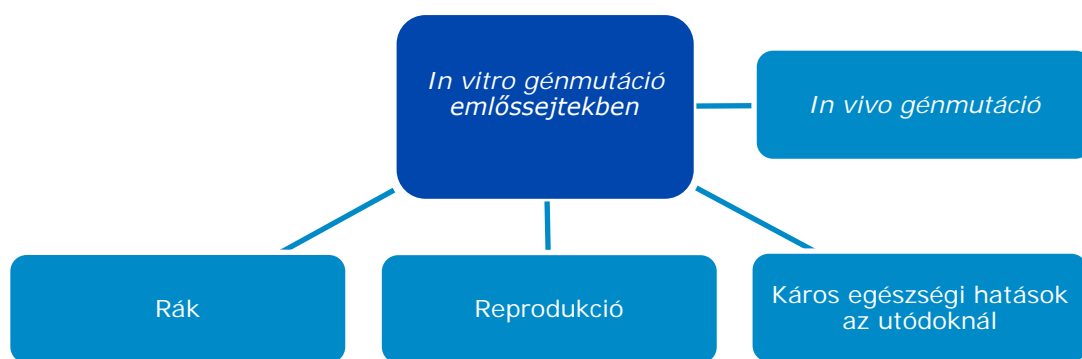 In vitro génmutáció
emlőssejtekben
In vivo génmutáció
Rák
Reprodukció
Káros egészségi hatások
az utódoknál